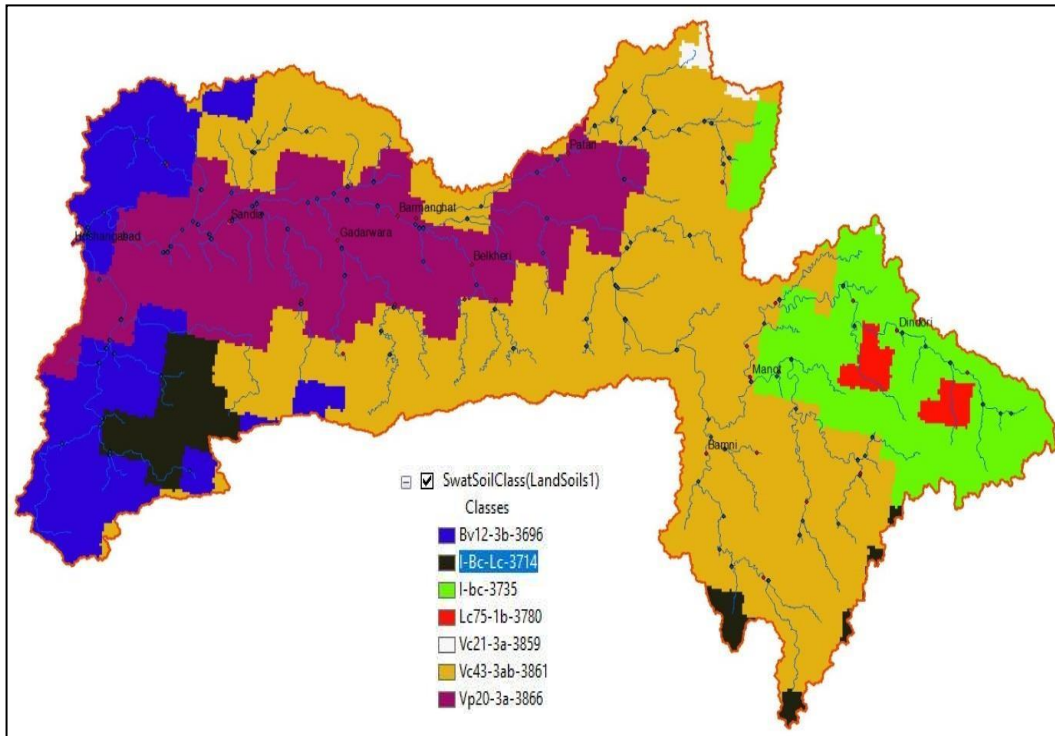 Patan
Barmanghat
Sandia
Hoshangabad
Gadarwara
Belkheri
Dindori
Manot
Bamni
SwatSoilClass(LandSoils1)
Classes
Bv12-3b-3696
I-Bc-Lc-3714
I-bc-3735
Lc75-1b-3780
Vc21-3a-3859
Vc43-3ab-3861
Vp20-3a-3866